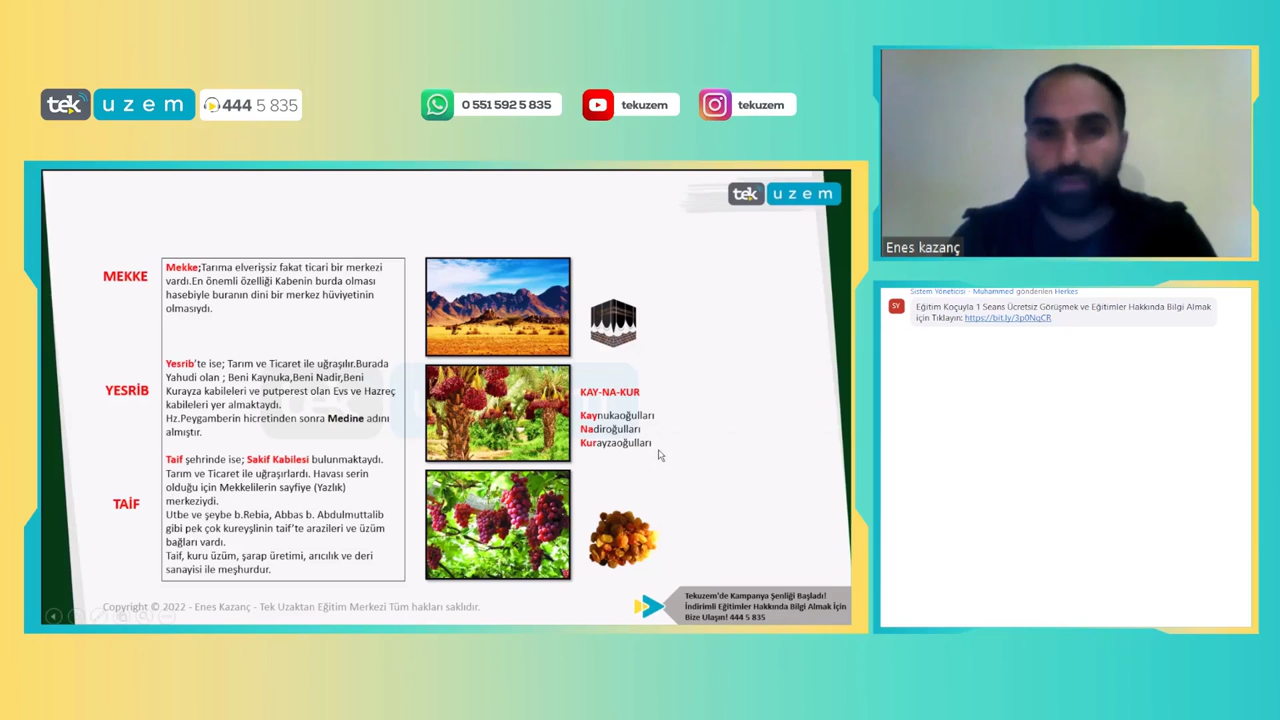 tek uzem 444 5 835
0 551 592 5 835
tekuzem
tekuzem
tek uzem
MEKKE
Mekke;Tarıma elverişsiz fakat ticari bir merkezi
vardı.En önemli özelliği Kabenin burda olması
hasebiyle buranın dini bir merkez hüviyetinin
olmasıydı.
YESRİB
Yesrib'te ise; Tarım ve Ticaret ile uğraşılır.Burada
Yahudi olan ; Beni Kaynuka,Beni Nadir,Beni
Kurayza kabileleri ve putperest olan Evs ve Hazreç
kabileleri yer almaktaydı.
Hz.Peygamberin hicretinden sonra Medine adını
almıştır.
KAY-NA-KUR
Kaynukaoğulları
Nadiroğulları
Kurayzaoğulları
TAİF
Taif şehrinde ise; Sakif Kabilesi bulunmaktaydı.
Tarım ve Ticaret ile uğraşırlardı. Havası serin
olduğu için Mekkelilerin sayfiye (Yazlık)
merkeziydi.
Utbe ve şeybe b.Rebia, Abbas b. Abdulmuttalib
gibi pek çok kureyşlinin taif'te arazileri ve üzüm
bağları vardı.
Taif, kuru üzüm, şarap üretimi, arıcılık ve deri
sanayisi ile meşhurdur.
Copyright © 2022 - Enes Kazanç - Tek Uzaktan Eğitim Merkezi Tüm hakları saklıdır.
Tekuzem'de Kampanya Şenliği Başladı!
İndirimli Eğitimler Hakkında Bilgi Almak İçin
Bize Ulaşın! 444 5 835
Enes kazanç
Sistem Yöneticisi - Muhammed gönderilen Herkes
SY
Eğitim Koçuyla 1 Seans Ücretsiz Görüşmek ve Eğitimler Hakkında Bilgi Almak
için Tıklayın: https://bit.ly/3p0NqCR